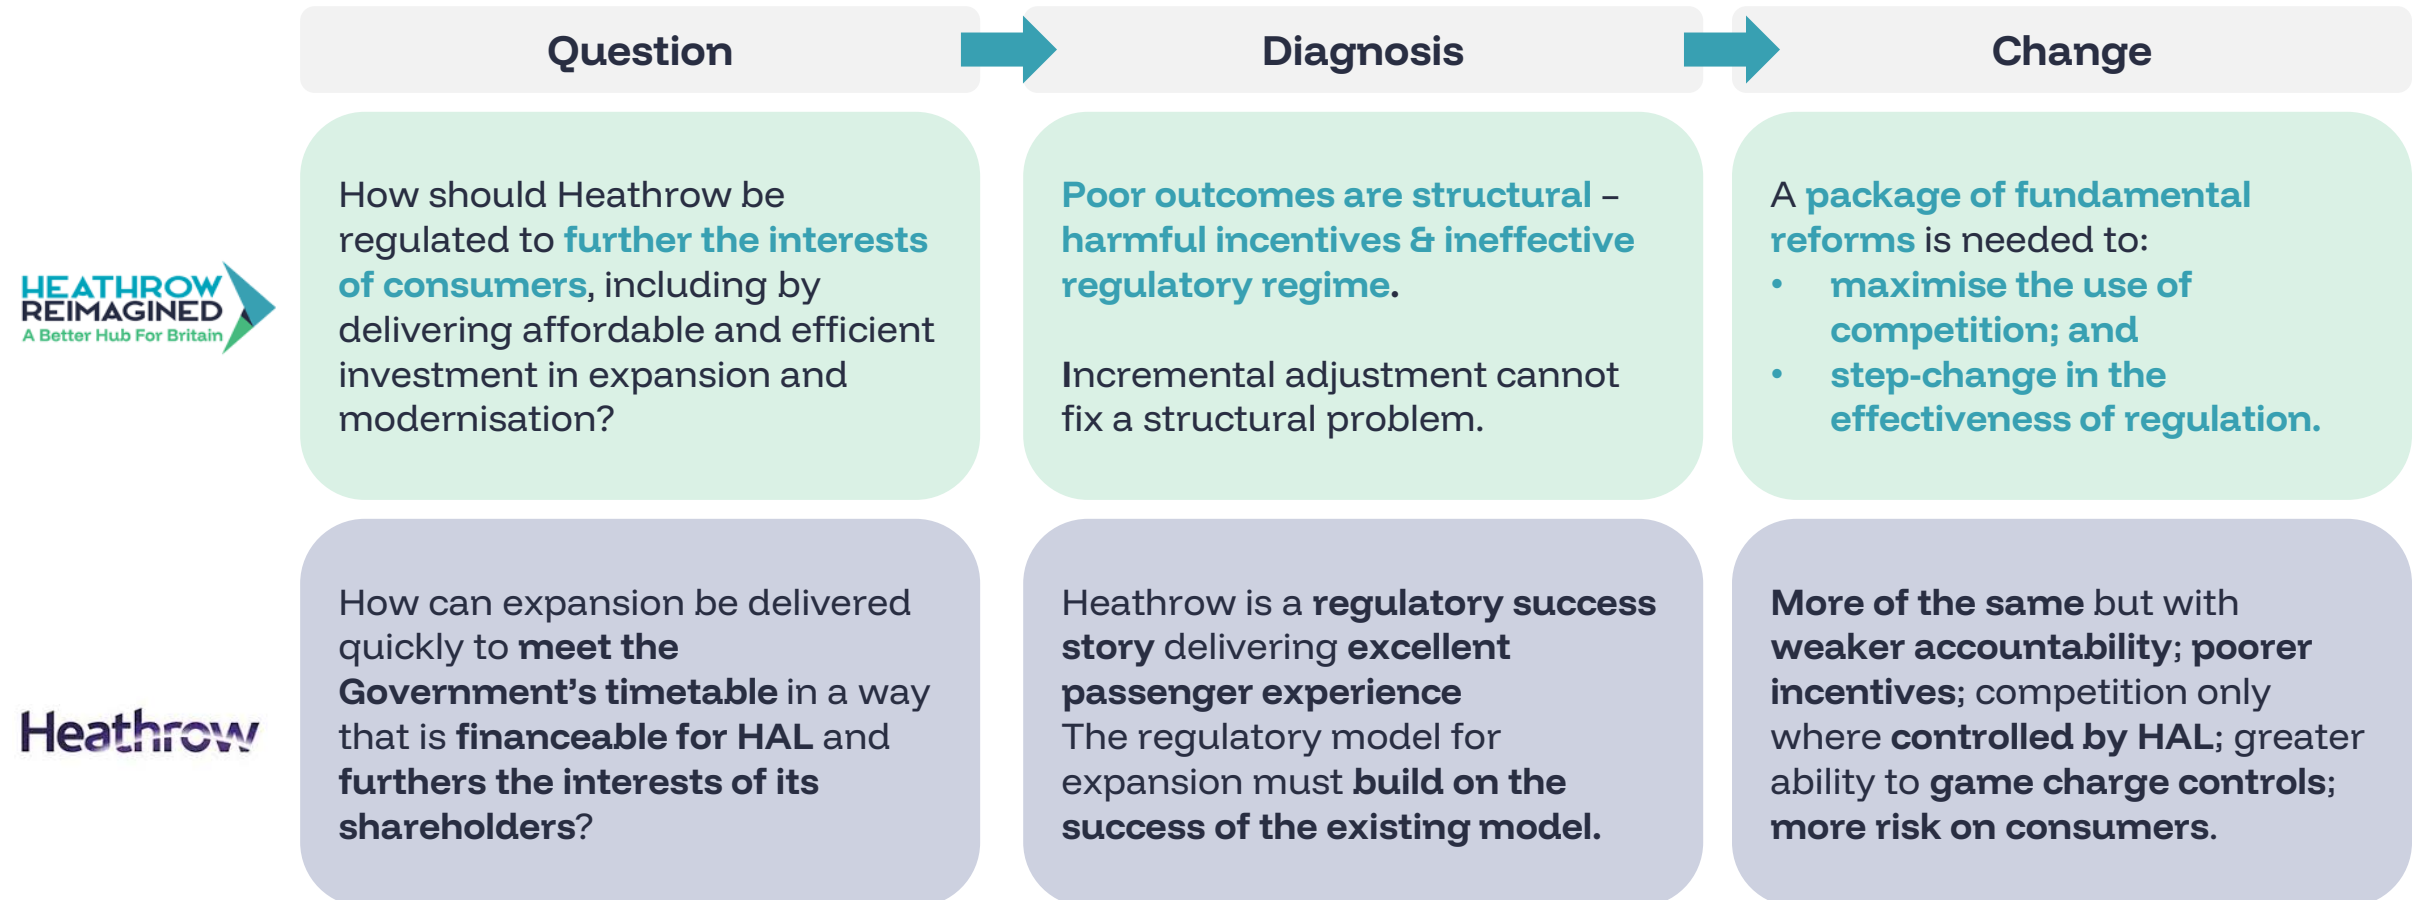 Question
Diagnosis
Change
HEATHROW
REIMAGINED
A Better Hub For Britain
How should Heathrow be
regulated to further the interests
of consumers, including by
delivering affordable and efficient
investment in expansion and
modernisation?
Poor outcomes are structural –
harmful incentives & ineffective
regulatory regime.
Incremental adjustment cannot
fix a structural problem.
A package of fundamental
reforms is needed to:
• maximise the use of
competition; and
• step-change in the
effectiveness of regulation.
Heathrow
How can expansion be delivered
quickly to meet the
Government’s timetable in a way
that is financeable for HAL and
furthers the interests of its
shareholders?
Heathrow is a regulatory success
story delivering excellent
passenger experience
The regulatory model for
expansion must build on the
success of the existing model.
More of the same but with
weaker accountability; poorer
incentives; competition only
where controlled by HAL; greater
ability to game charge controls;
more risk on consumers.